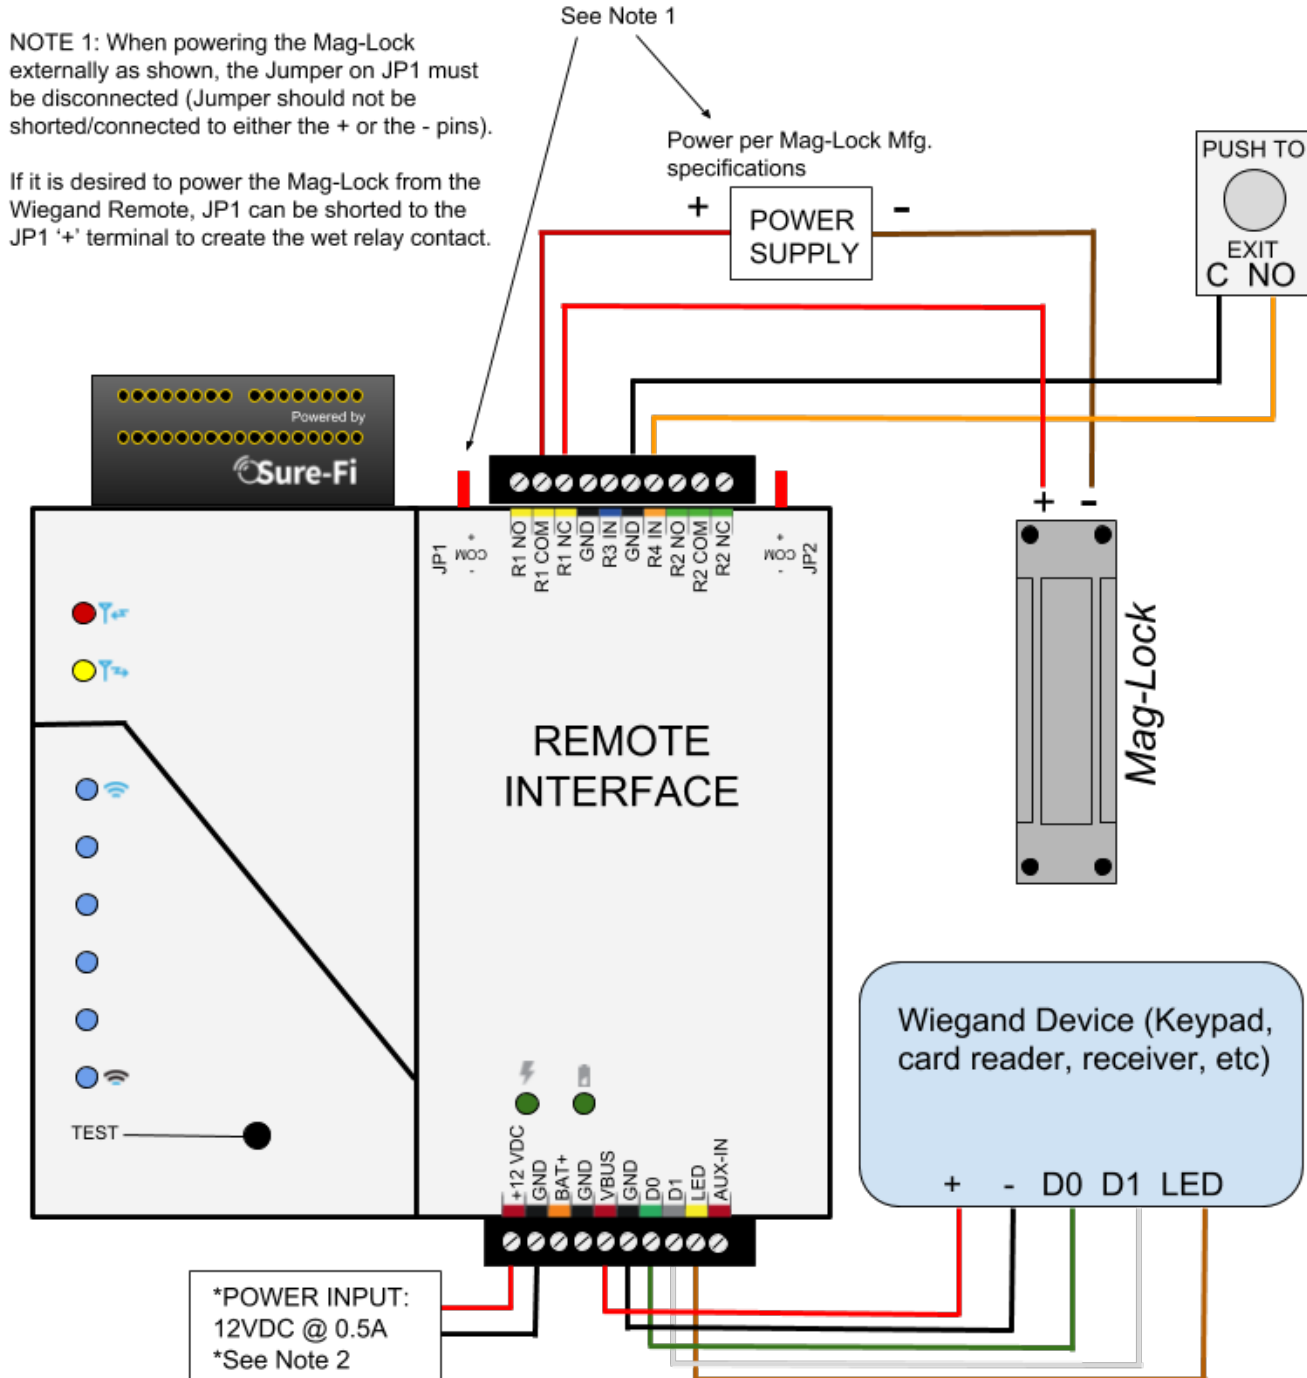 See Note 1
NOTE 1: When powering the Mag-Lock
externally as shown, the Jumper on JP1 must
be disconnected (Jumper should not be
shorted/connected to either the + or the - pins).
If it is desired to power the Mag-Lock from the
Wiegand Remote, JP1 can be shorted to the
JP1 ‘+’ terminal to create the wet relay contact.
Power per Mag-Lock Mfg.
specifications
+ POWER SUPPLY -
PUSH TO
EXIT
C NO
Powered by
Sure-Fi
+ -
JP1
+
COM
-
R1 NO
R1 COM
R1 NC
GND
R3 IN
GND
R4 IN
R2 NO
R2 COM
R2 NC
+
COM
-
JP2
Mag-Lock
REMOTE
INTERFACE
Wiegand Device (Keypad,
card reader, receiver, etc)
+ - D0 D1 LED
TEST
+12 VDC
GND
BAT+
GND
VBUS
GND
D0
D1
LED
AUX-IN
*POWER INPUT:
12VDC @ 0.5A
*See Note 2